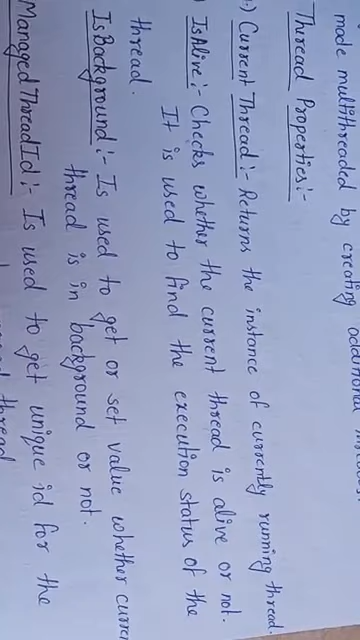 mode multithreaded by creating additional
Thread Properties:-
.) Current Thread:- Returns the instance of currently running thread.
) IsAlive:- Checks whether the current thread is alive or not.
It is used to find the execution status of the
thread.
IsBackground:- Is used to get or set value whether curre
thread is in background or not.
ManagedThreadId:- Is used to get unique id for the
thread